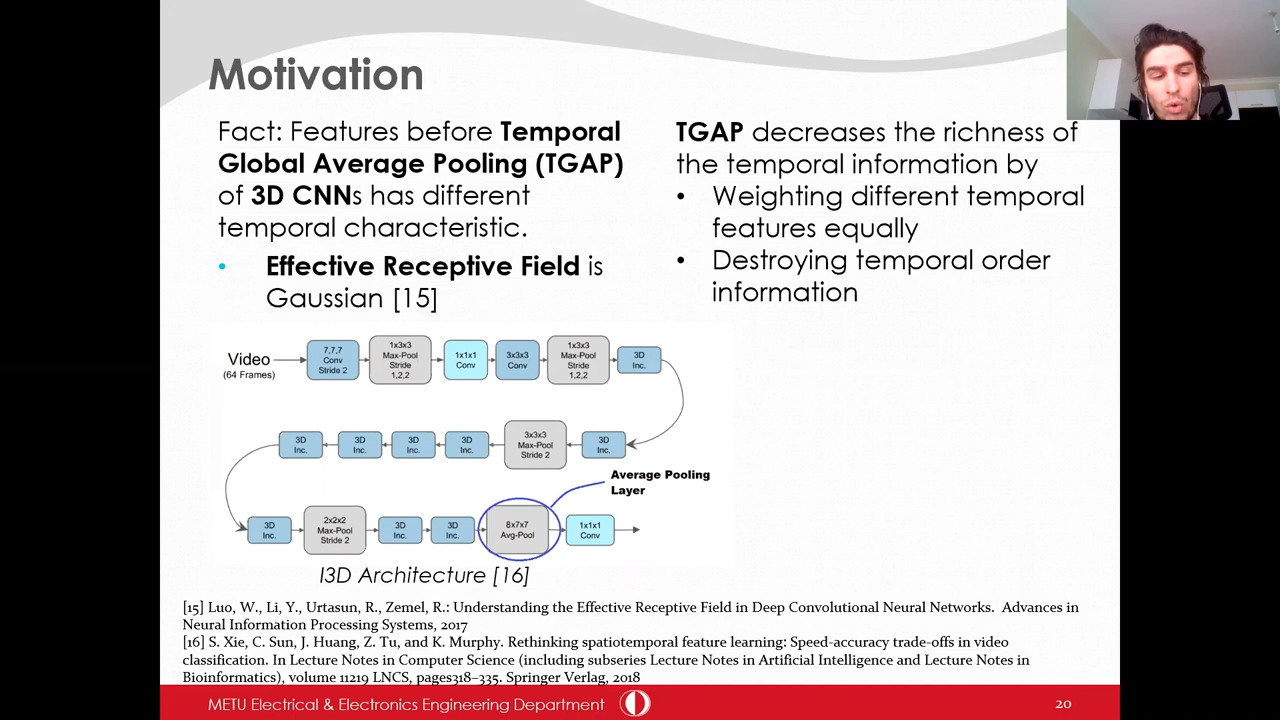 Motivation
Fact: Features before Temporal
Global Average Pooling (TGAP)
of 3D CNNs has different
temporal characteristic.
• Effective Receptive Field is
Gaussian [15]
TGAP decreases the richness of
the temporal information by
• Weighting different temporal
features equally
• Destroying temporal order
information
Video
(64 Frames)
7,7,7
Conv
Stride 2
1x3x3
Max-Pool
Stride
1,2,2
1x1x1
Conv
3x3x3
Conv
1x3x3
Max-Pool
Stride
1,2,2
3D
Inc.
3D
Inc.
3D
Inc.
3D
Inc.
3D
Inc.
3x3x3
Max-Pool
Stride 2
3D
Inc.
Average Pooling
Layer
3D
Inc.
2x2x2
Max-Pool
Stride 2
3D
Inc.
3D
Inc.
8x7x7
Avg-Pool
1x1x1
Conv
I3D Architecture [16]
[15] Luo, W., Li, Y., Urtasun, R., Zemel, R.: Understanding the Effective Receptive Field in Deep Convolutional Neural Networks. Advances in
Neural Information Processing Systems, 2017
[16] S. Xie, C. Sun, J. Huang, Z. Tu, and K. Murphy. Rethinking spatiotemporal feature learning: Speed-accuracy trade-offs in video
classification. In Lecture Notes in Computer Science (including subseries Lecture Notes in Artificial Intelligence and Lecture Notes in
Bioinformatics), volume 11219 LNCS, pages318–335. Springer Verlag, 2018
METU Electrical & Electronics Engineering Department
20